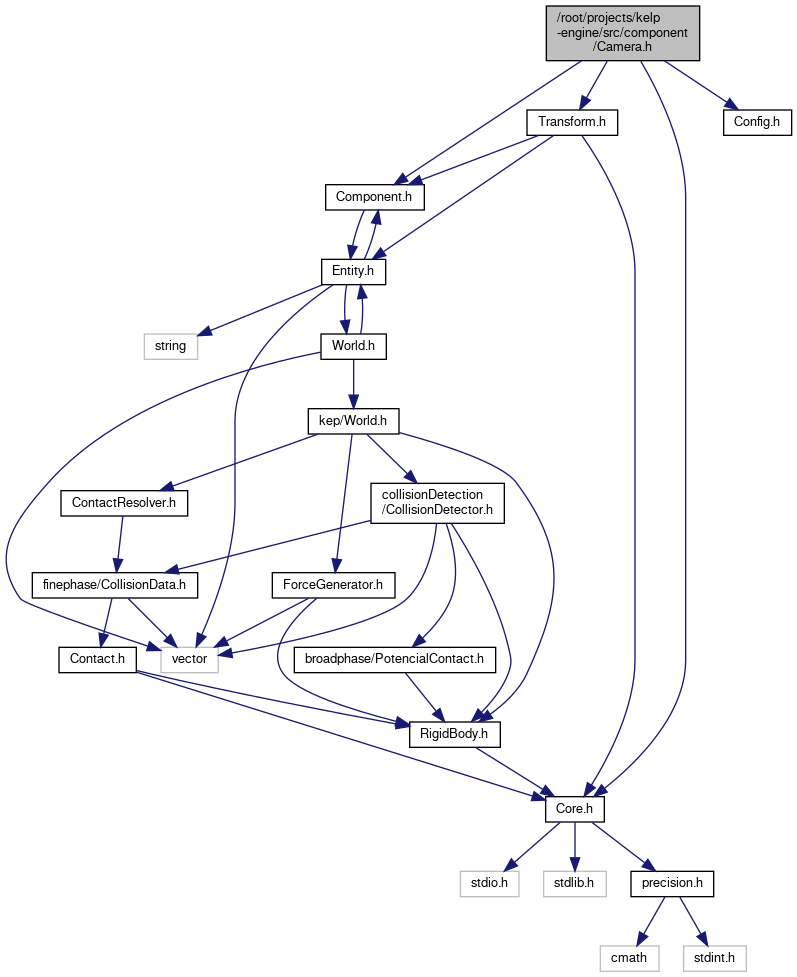 /root/projects/kelp
-engine/src/component
/Camera.h
Transform.h
Config.h
Component.h
Entity.h
string
World.h
kep/World.h
ContactResolver.h
collisionDetection
/CollisionDetector.h
finephase/CollisionData.h
ForceGenerator.h
Contact.h
vector
broadphase/PotencialContact.h
RigidBody.h
Core.h
stdio.h
stdlib.h
precision.h
cmath
stdint.h